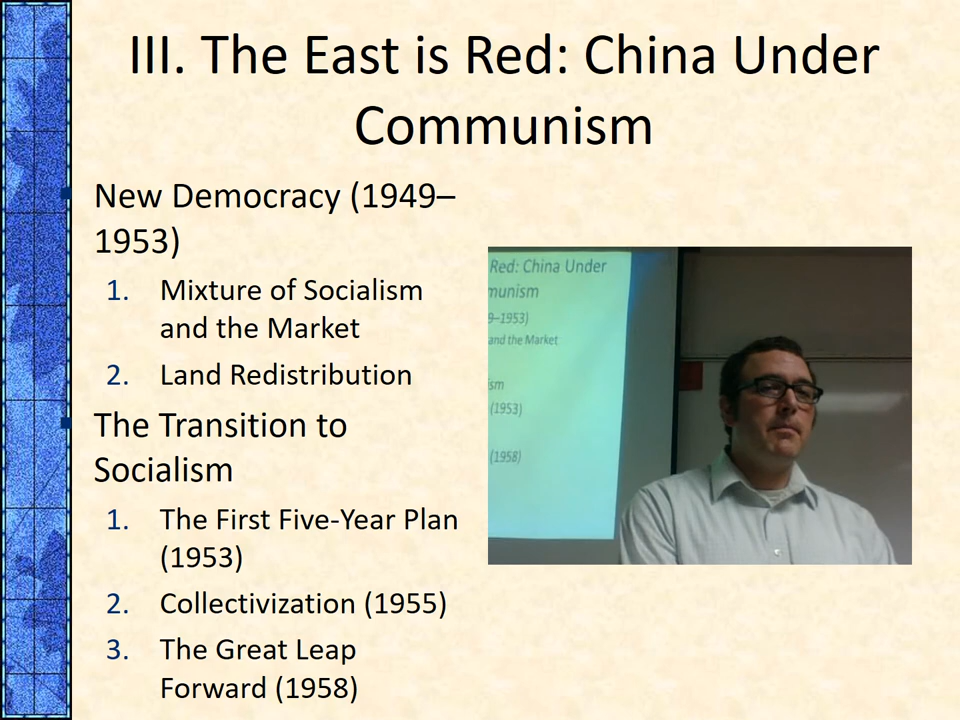 III. The East is Red: China Under
Communism
New Democracy (1949–
1953)
1. Mixture of Socialism
and the Market
2. Land Redistribution
The Transition to
Socialism
1. The First Five-Year Plan
(1953)
2. Collectivization (1955)
3. The Great Leap
Forward (1958)
Red: China Under
munism
9–1953)
and the Market
ism
(1953)
(1958)